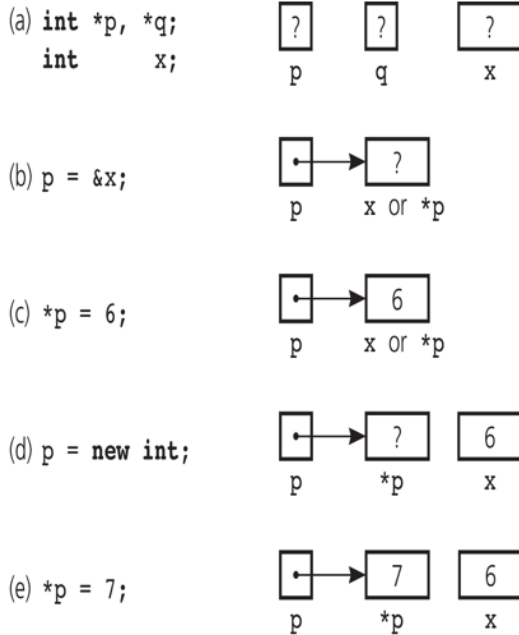 (a) int *p, *q; ? ? ?
int x; p q x
(b) p = &x; ?
p x or *p
(c) *p = 6; 6
p x or *p
(d) p = new int; ? 6
p *p x
(e) *p = 7; 7 6
p *p x